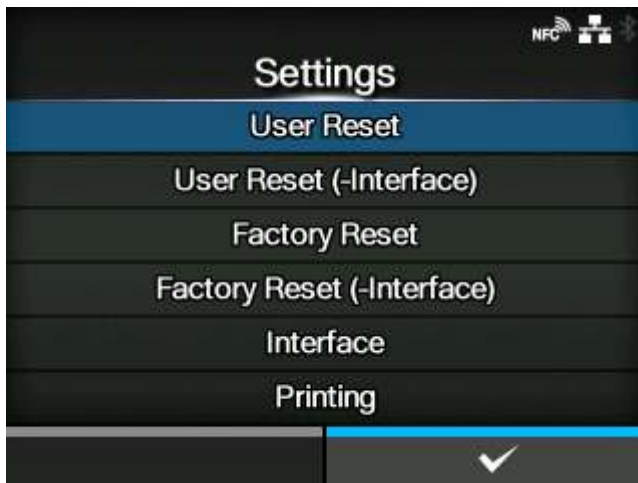 NFC
Settings
User Reset
User Reset (-Interface)
Factory Reset
Factory Reset (-Interface)
Interface
Printing